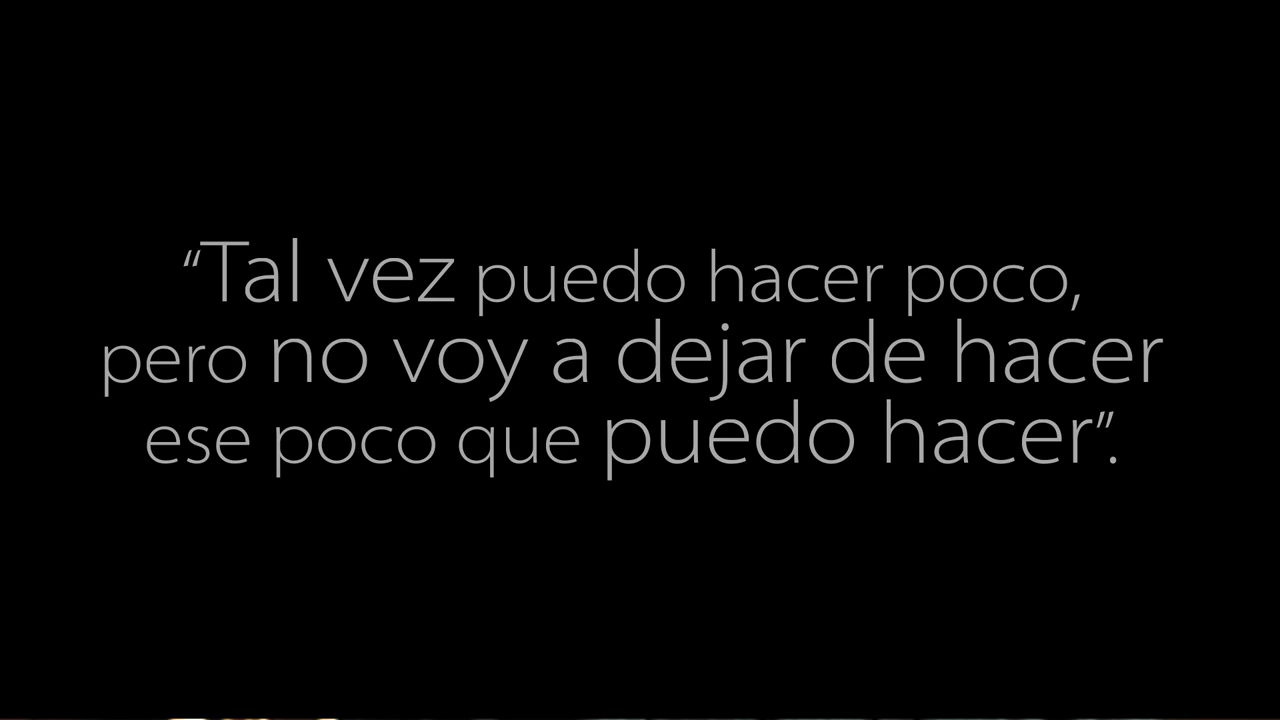 “Tal vez puedo hacer poco,
pero no voy a dejar de hacer
ese poco que puedo hacer”.